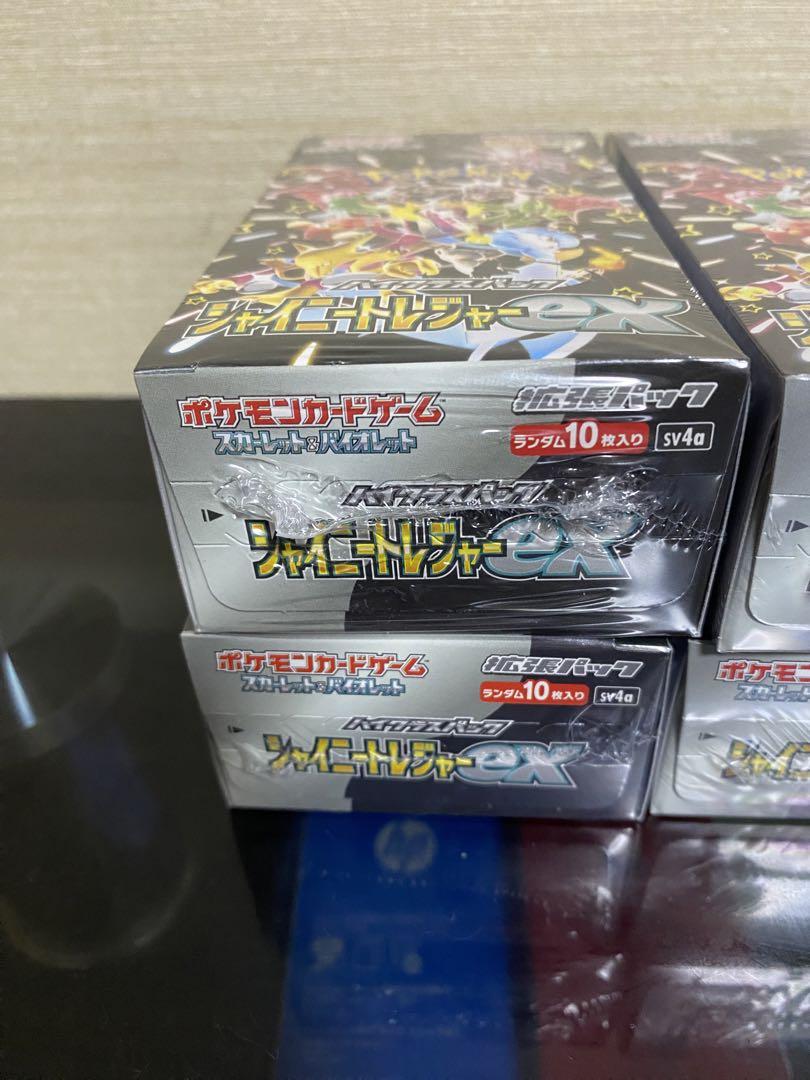 ハイクラスパック
シャイニートレジャーex
ポケモンカードゲーム
スカーレット&バイオレット
拡張パック
ランダム10枚入り
sv4a
ハイクラスパック
シャイニートレジャーex
ポケモンカードゲーム
スカーレット&バイオレット
拡張パック
ランダム10枚入り
sv4a
ハイクラスパック
シャイニートレジャーex